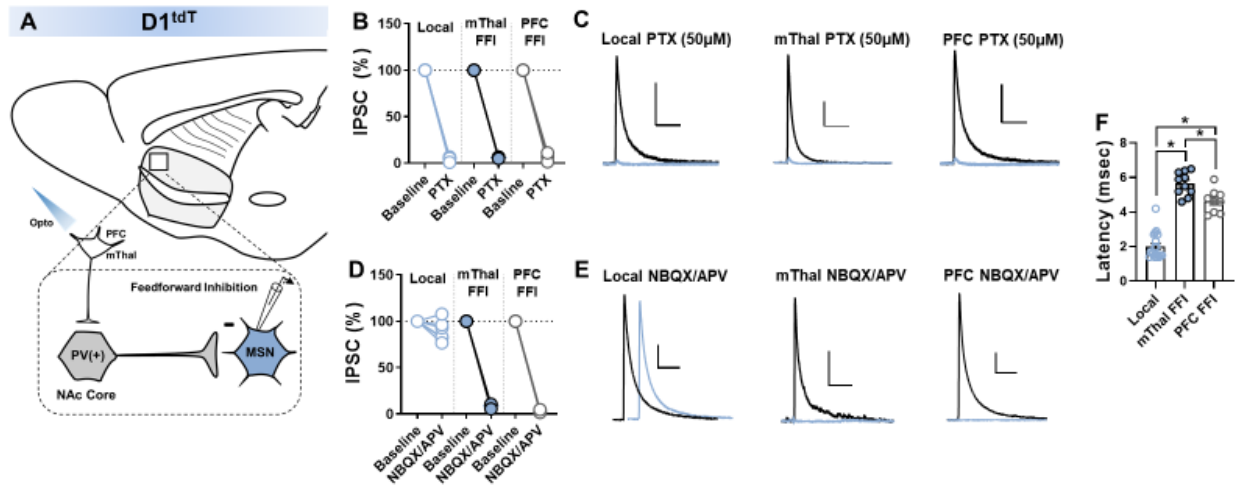 A
D1tdT
Opto
PFC
mThal
Feedforward Inhibition
-
MSN
PV(+)
NAc Core
B
Local
mThal FFI
PFC FFI
IPSC (%)
150
100
50
0
Baseline
PTX
Baseline
PTX
Basline
PTX
C
Local PTX (50µM)
mThal PTX (50µM)
PFC PTX (50µM)
D
Local
mThal FFI
PFC FFI
IPSC (%)
150
100
50
0
Baseline
NBQX/APV
Baseline
NBQX/APV
Baseline
NBQX/APV
E
Local NBQX/APV
mThal NBQX/APV
PFC NBQX/APV
F
Latency (msec)
8
6
4
2
0
*
*
*
Local
mThal FFI
PFC FFI